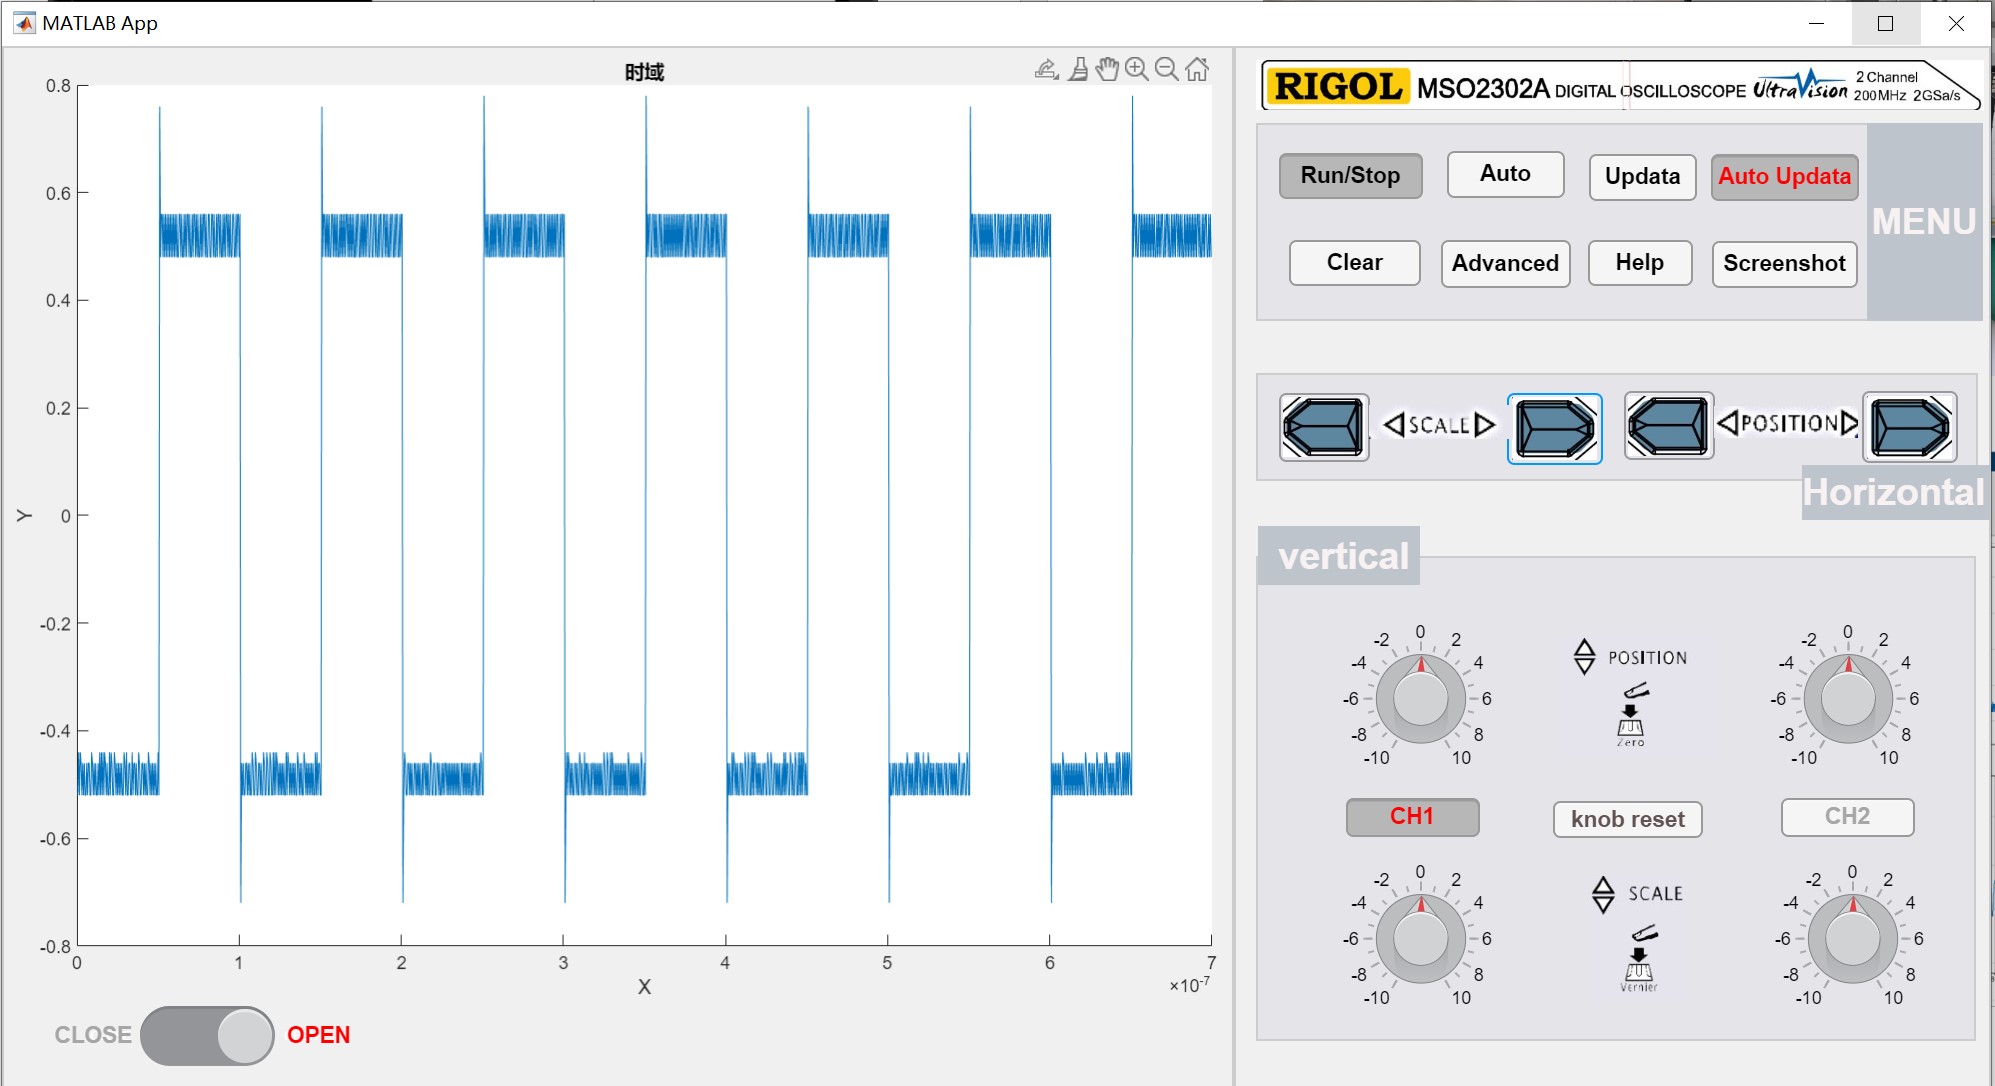 MATLAB App
时域
0.8
0.6
0.4
0.2
0
-0.2
-0.4
-0.6
-0.8
Y
0 1 2 3 4 5 6 7
X
×10⁻⁷
CLOSE OPEN
RIGOL MSO2302A DIGITAL OSCILLOSCOPE UltraVision 2 Channel
200MHz 2GSa/s
Run/Stop Auto Updata Auto Updata
MENU
Clear Advanced Help Screenshot
SCALE POSITION
Horizontal
vertical
-10 -8 -6 -4 -2 0 2 4 6 8 10
POSITION
Zero
-10 -8 -6 -4 -2 0 2 4 6 8 10
CH1 knob reset CH2
-10 -8 -6 -4 -2 0 2 4 6 8 10
SCALE
Vernier
-10 -8 -6 -4 -2 0 2 4 6 8 10